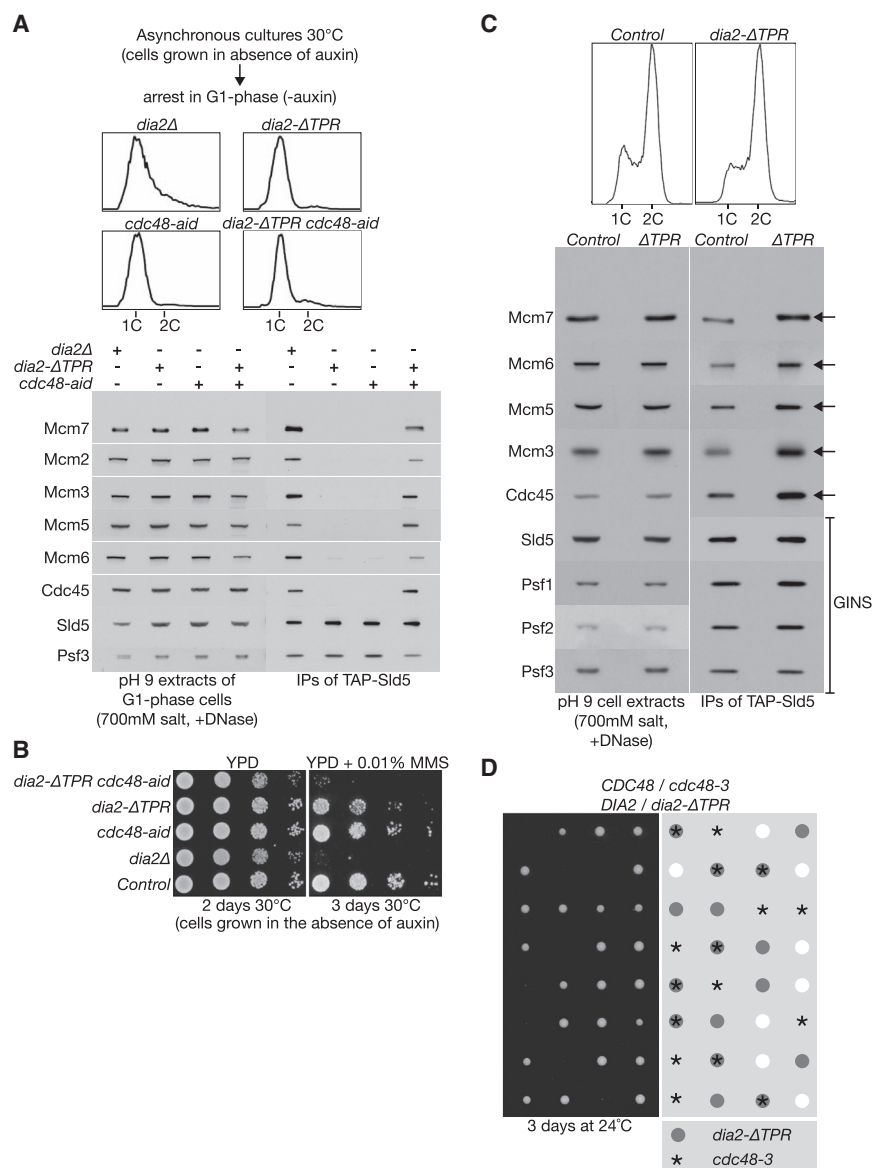 A
Asynchronous cultures 30°C
(cells grown in absence of auxin)
arrest in G1-phase (-auxin)
dia2Δ
dia2-ΔTPR
cdc48-aid
dia2-ΔTPR cdc48-aid
1C 2C 1C 2C
dia2Δ + - - - + - - -
dia2-ΔTPR - + - + - + - +
cdc48-aid - - + + - - + +
Mcm7
Mcm2
Mcm3
Mcm5
Mcm6
Cdc45
Sld5
Psf3
pH 9 extracts of
G1-phase cells
(700mM salt, +DNase)
IPs of TAP-Sld5
B
YPD YPD + 0.01% MMS
dia2-ΔTPR cdc48-aid
dia2-ΔTPR
cdc48-aid
dia2Δ
Control
2 days 30°C 3 days 30°C
(cells grown in the absence of auxin)
C
Control dia2-ΔTPR
1C 2C 1C 2C
Control ΔTPR Control ΔTPR
Mcm7
Mcm6
Mcm5
Mcm3
Cdc45
Sld5
Psf1
Psf2
Psf3
GINS
pH 9 cell extracts
(700mM salt,
+DNase)
IPs of TAP-Sld5
D
CDC48 / cdc48-3
DIA2 / dia2-ΔTPR
* *
* *
* *
* *
* *
* *
* *
* *
3 days at 24°C
dia2-ΔTPR
* cdc48-3